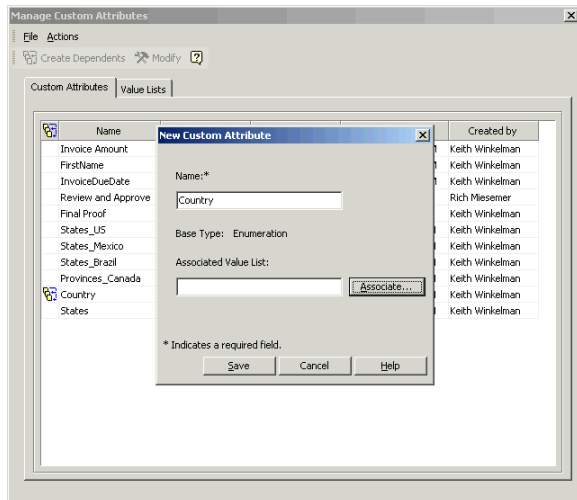 Manage Custom Attributes
File Actions
Create Dependents Modify
Custom Attributes Value Lists
Name Created by
Invoice Amount Keith Winkelman
FirstName Keith Winkelman
InvoiceDueDate Keith Winkelman
Review and Approve Rich Miesemer
Final Proof Keith Winkelman
States_US Keith Winkelman
States_Mexico Keith Winkelman
States_Brazil Keith Winkelman
Provinces_Canada Keith Winkelman
Country Keith Winkelman
States Keith Winkelman
New Custom Attribute
Name:*
Country
Base Type: Enumeration
Associated Value List:
Associate...
* Indicates a required field.
Save Cancel Help